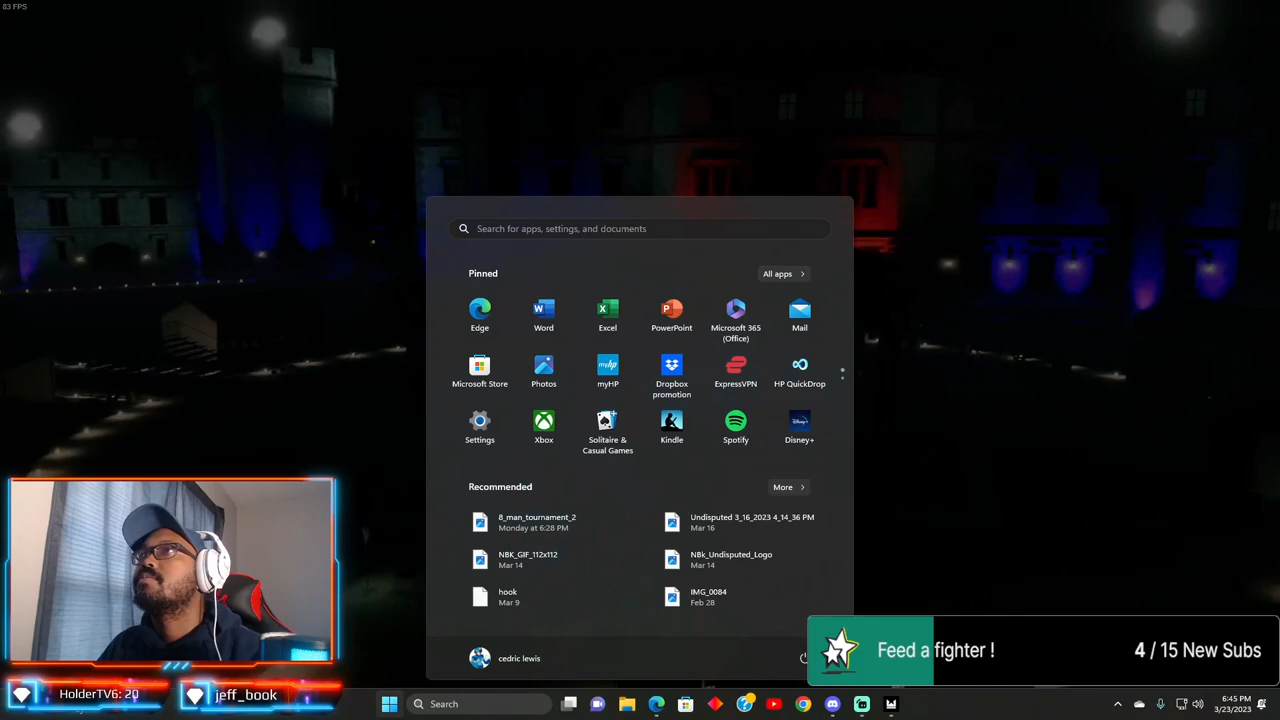 83 FPS
Search for apps, settings, and documents
Pinned
All apps
Edge
Word
Excel
PowerPoint
Microsoft 365
(Office)
Mail
Microsoft Store
Photos
myHP
Dropbox
promotion
ExpressVPN
HP QuickDrop
Settings
Xbox
Solitaire &
Casual Games
Kindle
Spotify
Disney+
Recommended
More
8_man_tournament_2
Monday at 6:28 PM
Undisputed 3_16_2023 4_14_36 PM
Mar 16
NBK_GIF_112x112
Mar 14
NBk_Undisputed_Logo
Mar 14
hook
Mar 9
IMG_0084
Feb 28
cedric lewis
Feed a fighter !
4 / 15 New Subs
HolderTV6: 20
jeff_book
Search
6:45 PM
3/23/2023